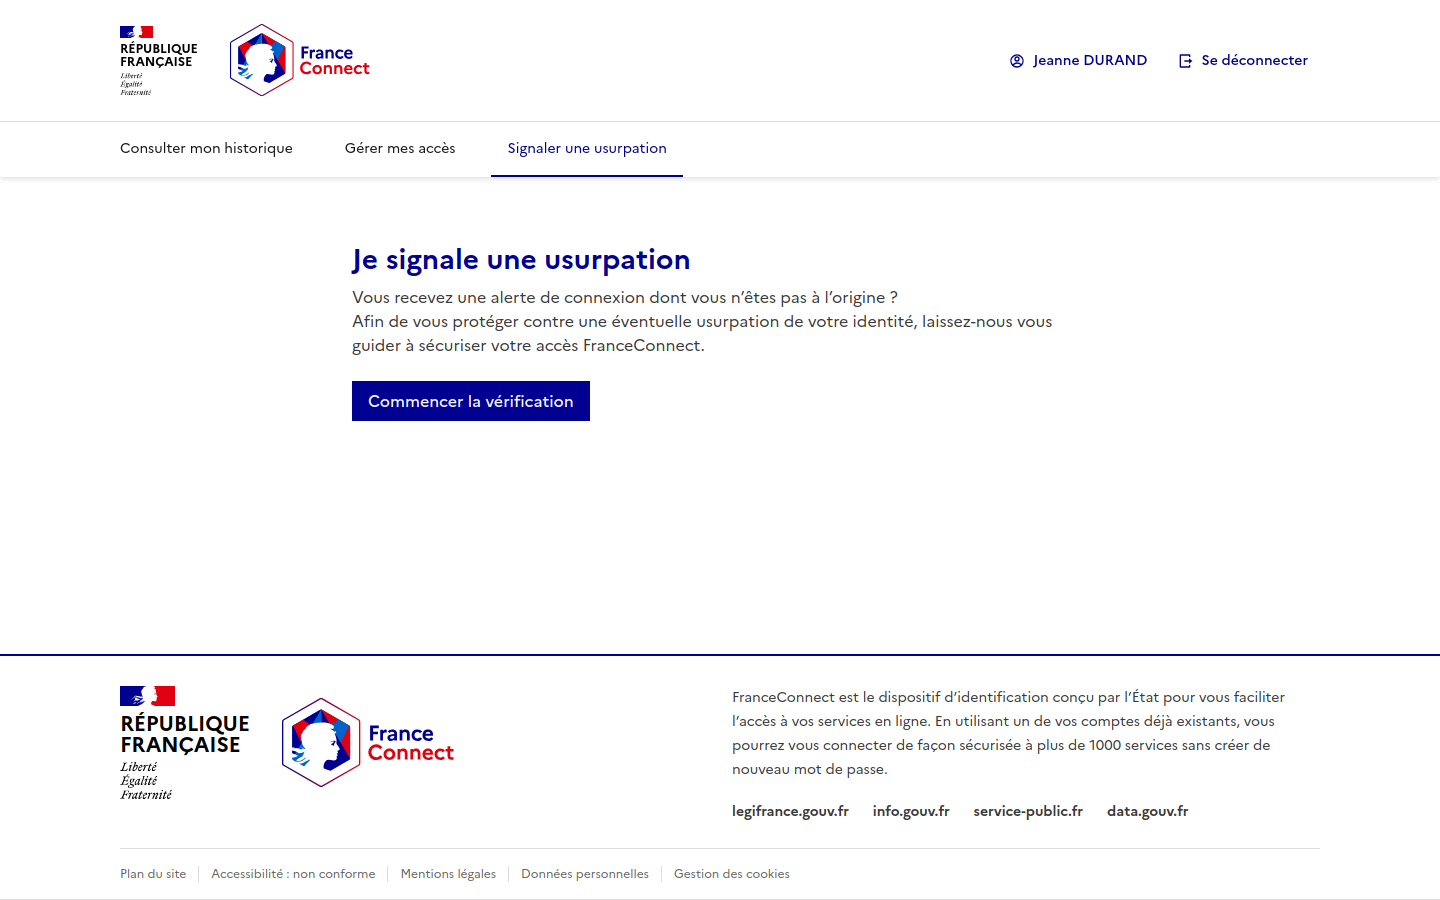 RÉPUBLIQUE
FRANÇAISE
Liberté
Égalité
Fraternité
France
Connect
Jeanne DURAND
Se déconnecter
Consulter mon historique
Gérer mes accès
Signaler une usurpation
Je signale une usurpation
Vous recevez une alerte de connexion dont vous n’êtes pas à l’origine ?
Afin de vous protéger contre une éventuelle usurpation de votre identité, laissez-nous vous
guider à sécuriser votre accès FranceConnect.
Commencer la vérification
RÉPUBLIQUE
FRANÇAISE
Liberté
Égalité
Fraternité
France
Connect
FranceConnect est le dispositif d’identification conçu par l’État pour vous faciliter
l’accès à vos services en ligne. En utilisant un de vos comptes déjà existants, vous
pourrez vous connecter de façon sécurisée à plus de 1000 services sans créer de
nouveau mot de passe.
legifrance.gouv.fr info.gouv.fr service-public.fr data.gouv.fr
Plan du site
Accessibilité : non conforme
Mentions légales
Données personnelles
Gestion des cookies